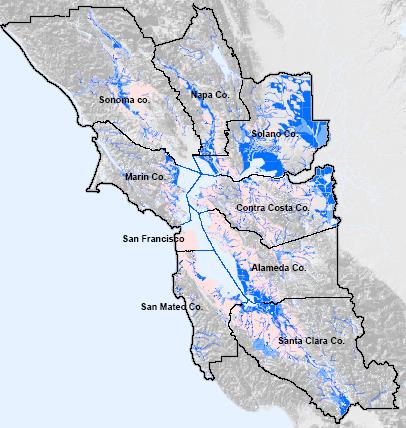 Sonoma co.
Napa Co.
Solano Co.
Marin Co.
Contra Costa Co.
San Francisco
Alameda Co.
San Mateo Co.
Santa Clara Co.